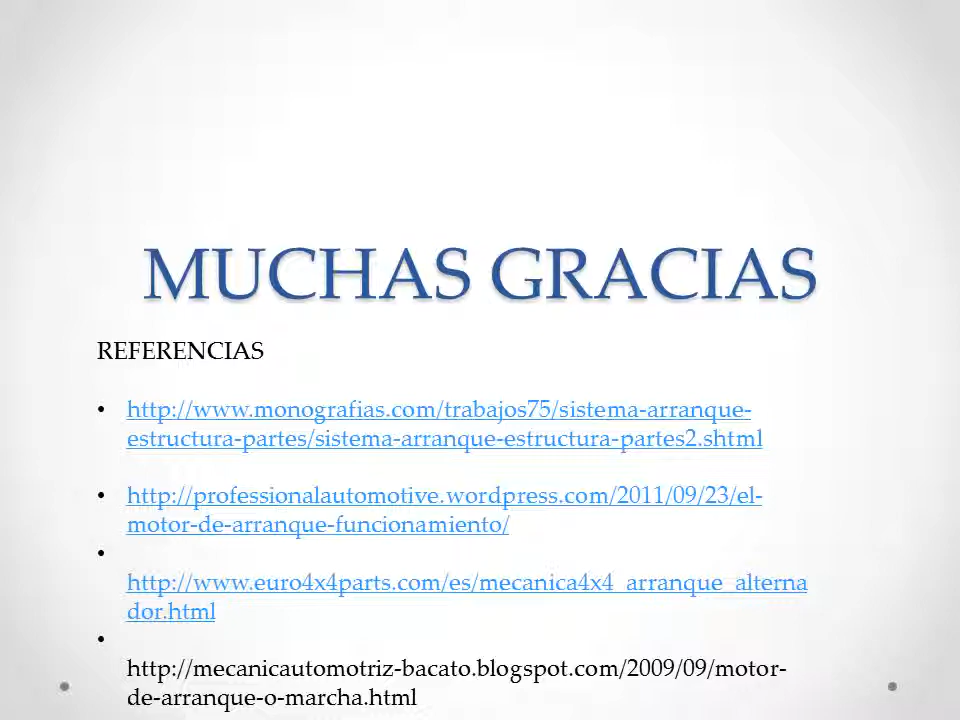 MUCHAS GRACIAS
REFERENCIAS
• http://www.monografias.com/trabajos75/sistema-arranque-
estructura-partes/sistema-arranque-estructura-partes2.shtml
• http://professionalautomotive.wordpress.com/2011/09/23/el-
motor-de-arranque-funcionamiento/
•
http://www.euro4x4parts.com/es/mecanica4x4_arranque_alterna
dor.html
•
http://mecanicautomotriz-bacato.blogspot.com/2009/09/motor-
de-arranque-o-marcha.html